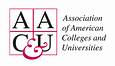 AA
C&U
Association
of American
Colleges and
Universities